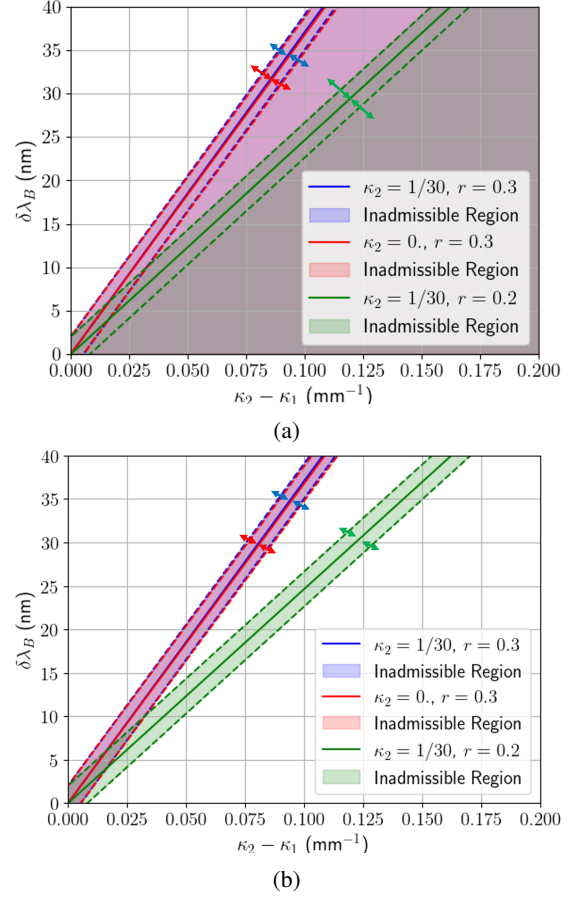 40
35
30
25
20
15
10
5
0
δλ_B (nm)
κ₂ = 1/30, r = 0.3
Inadmissible Region
κ₂ = 0., r = 0.3
Inadmissible Region
κ₂ = 1/30, r = 0.2
Inadmissible Region
0.000 0.025 0.050 0.075 0.100 0.125 0.150 0.175 0.200
κ₂ − κ₁ (mm⁻¹)
(a)
40
35
30
25
20
15
10
5
0
δλ_B (nm)
κ₂ = 1/30, r = 0.3
Inadmissible Region
κ₂ = 0., r = 0.3
Inadmissible Region
κ₂ = 1/30, r = 0.2
Inadmissible Region
0.000 0.025 0.050 0.075 0.100 0.125 0.150 0.175 0.200
κ₂ − κ₁ (mm⁻¹)
(b)